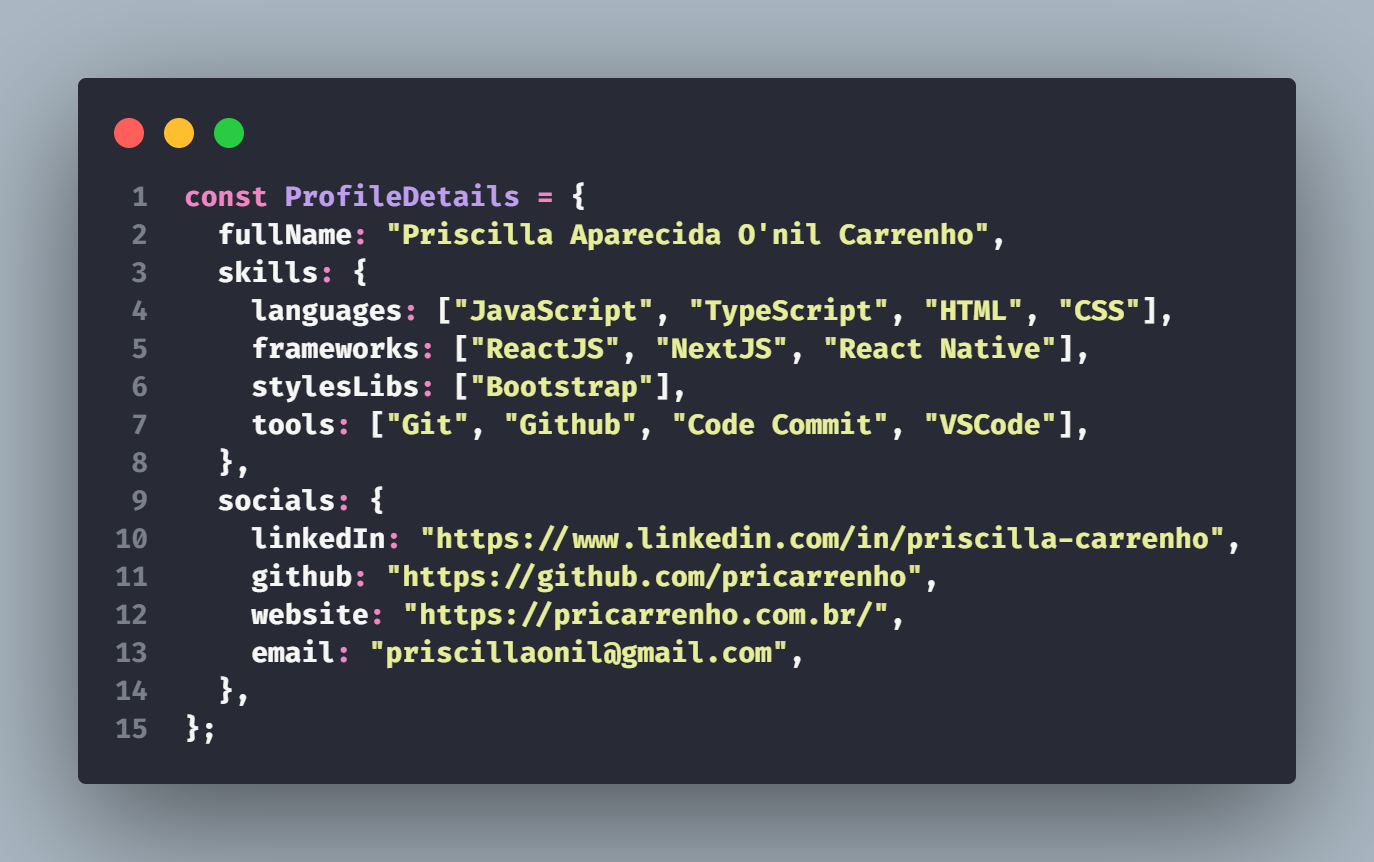 1 const ProfileDetails = {
2   fullName: "Priscilla Aparecida O'nil Carrenho",
3   skills: {
4     languages: ["JavaScript", "TypeScript", "HTML", "CSS"],
5     frameworks: ["ReactJS", "NextJS", "React Native"],
6     stylesLibs: ["Bootstrap"],
7     tools: ["Git", "Github", "Code Commit", "VSCode"],
8   },
9   socials: {
10     linkedIn: "https://www.linkedin.com/in/priscilla-carrenho",
11     github: "https://github.com/pricarrenho",
12     website: "https://pricarrenho.com.br/",
13     email: "priscillaonil@gmail.com",
14   },
15 };